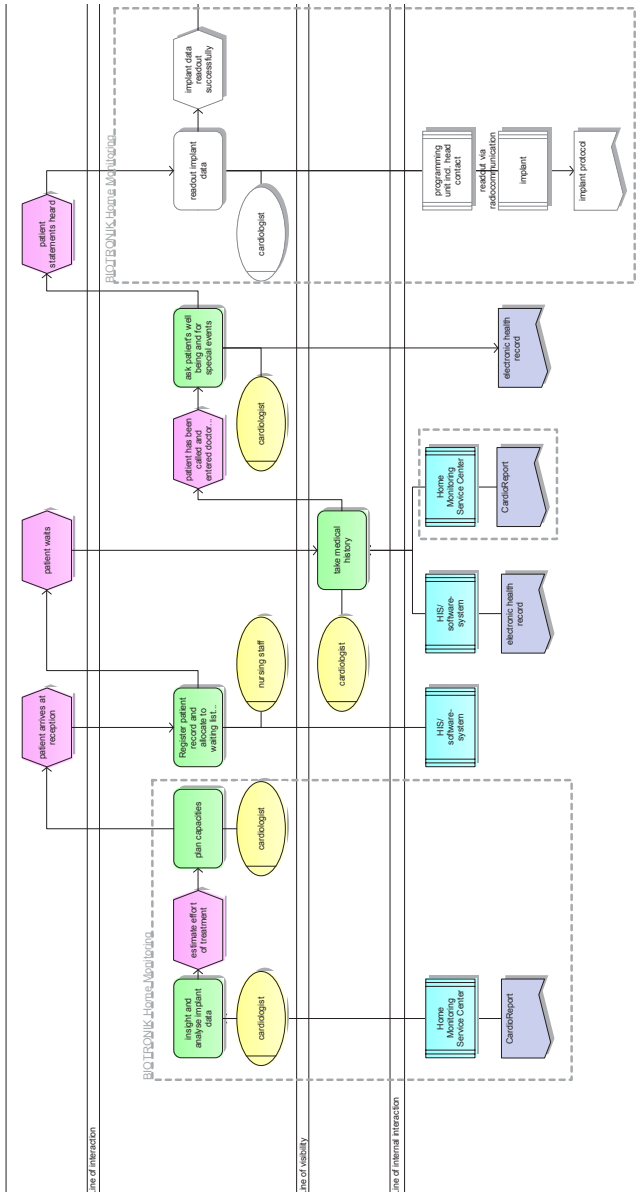 BIOTRONIK Home Monitoring
BIOTRONIK Home Monitoring
patient arrives at
reception
patient waits
patient
statements heard
ine of interaction
insight and
analyse implant
data
estimate effort
of treatment
plan capacities
Register patient
record and
allocate to
waiting list...
patient has been
called and
entered doctor...
ask patient's well
being and for
special events
readout implant
data
implant data
readout
successfully
cardiologist
cardiologist
nursing staff
cardiologist
cardiologist
ine of visibility
cardiologist
take medical
history
ine of internal interaction
Home
Monitoring
Service Center
HIS/
software-
system
HIS/
software-
system
Home
Monitoring
Service Center
programming
unit incl. head
contact
readout via
radiocommunication
CardioReport
electronic health
record
CardioReport
electronic health
record
implant
implant protocol